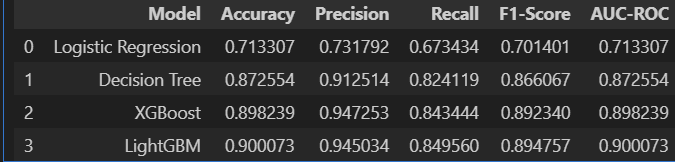 Model Accuracy Precision Recall F1-Score AUC-ROC
0 Logistic Regression 0.713307 0.731792 0.673434 0.701401 0.713307
1 Decision Tree 0.872554 0.912514 0.824119 0.866067 0.872554
2 XGBoost 0.898239 0.947253 0.843444 0.892340 0.898239
3 LightGBM 0.900073 0.945034 0.849560 0.894757 0.900073